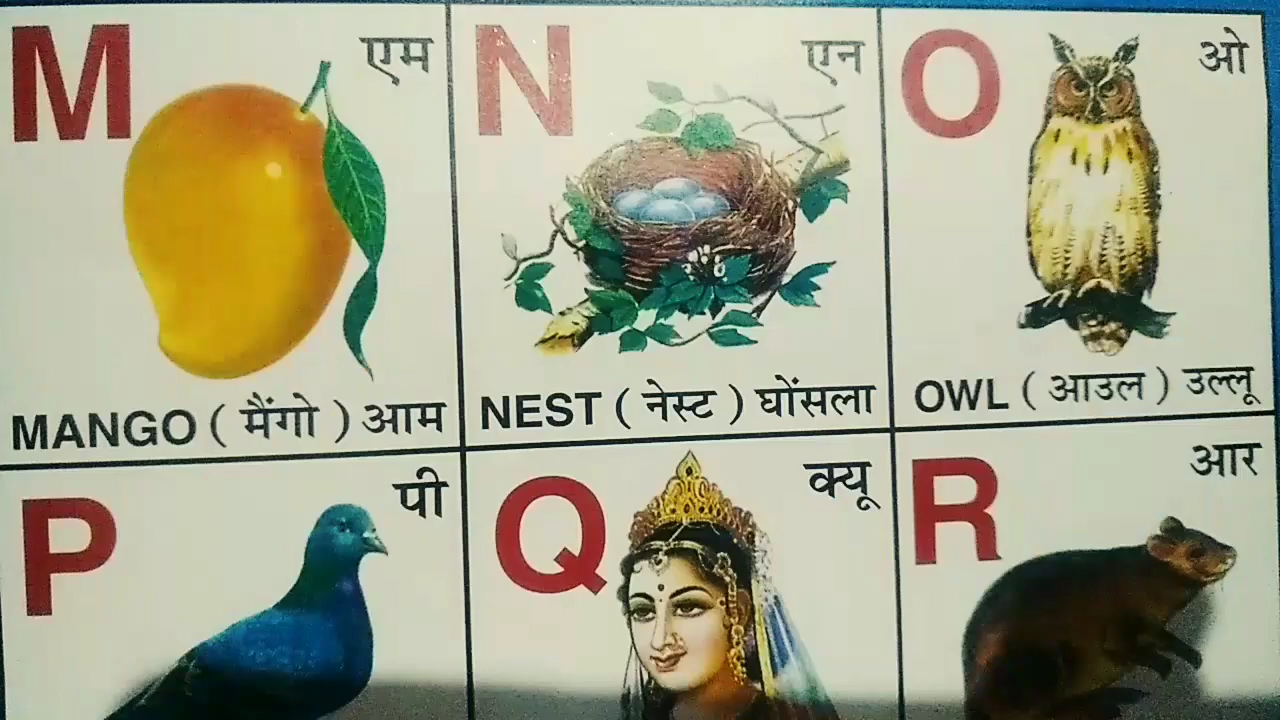 M एम
N एन
O ओ
MANGO ( मैंगो ) आम
NEST ( नेस्ट ) घोंसला
OWL ( आउल ) उल्लू
P पी
Q क्यू
R आर